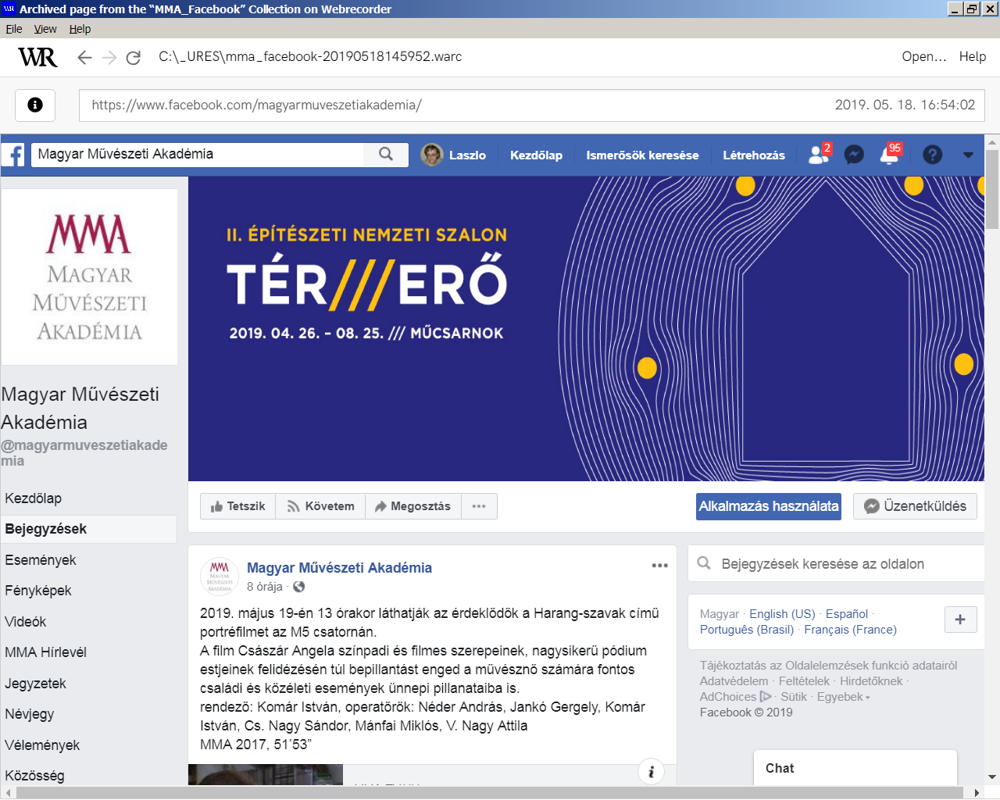 Archived page from the “MMA_Facebook” Collection on Webrecorder
File View Help
WR C:\_URES\mma_facebook-20190518145952.warc Open... Help
https://www.facebook.com/magyarmuveszetiakademia/ 2019. 05. 18. 16:54:02
Magyar Művészeti Akadémia Laszlo Kezdőlap Ismerősök keresése Létrehozás 2 95
MMA
MAGYAR
MŰVÉSZETI
AKADÉMIA
II. ÉPÍTÉSZETI NEMZETI SZALON
TÉR///ERŐ
2019. 04. 26. – 08. 25. /// MŰCSARNOK
Magyar Művészeti
Akadémia
@magyarmuveszetiakade
mia
Kezdőlap
Bejegyzések
Események
Fényképek
Videók
MMA Hírlevél
Jegyzetek
Névjegy
Vélemények
Közösség
Tetszik Követem Megosztás ... Alkalmazás használata Üzenetküldés
MMA
MAGYAR
MŰVÉSZETI
AKADÉMIA
Magyar Művészeti Akadémia
8 órája ·
2019. május 19-én 13 órakor láthatják az érdeklődők a Harang-szavak című
portréfilmet az M5 csatornán.
A film Császár Angela színpadi és filmes szerepeinek, nagysikerű pódium
estjeinek felidézésén túl bepillantást enged a művésznő számára fontos
családi és közéleti események ünnepi pillanataiba is.
rendező: Komár István, operatőrök: Néder András, Jankó Gergely, Komár
István, Cs. Nagy Sándor, Mánfai Miklós, V. Nagy Attila
MMA 2017, 51’53”
Bejegyzések keresése az oldalon
Magyar · English (US) · Español ·
Português (Brasil) · Français (France)
Tájékoztatás az Oldalelemzések funkció adatairól
Adatvédelem · Feltételek · Hirdetőknek ·
AdChoices · Sütik · Egyebek
Facebook © 2019
Chat